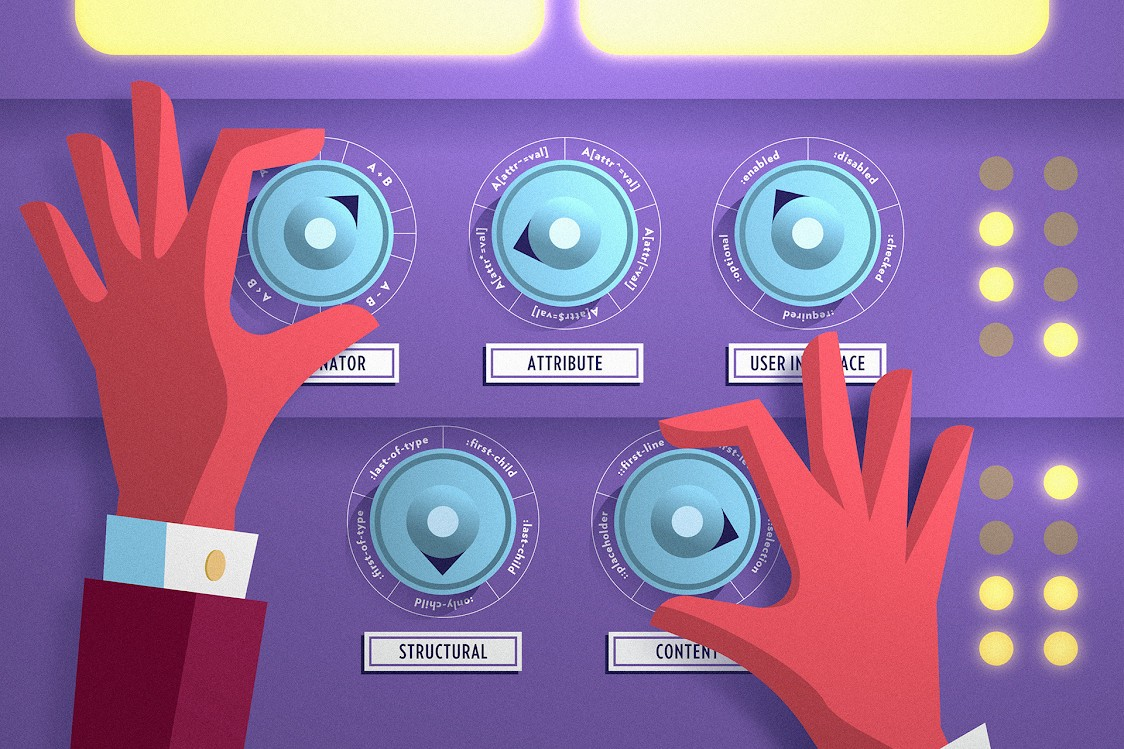 A + B
A ~ B
A < B
NATOR
A[attr~=val]
A[attr^=val]
A[attr|=val]
A[attr$=val]
A[attr*=val]
ATTRIBUTE
:enabled
:disabled
:checked
:required
:optional
USER IN
ACE
:last-of-type
:first-child
:last-child
:only-child
:first-of-type
STRUCTURAL
::first-line
::selection
::placeholder
CONTENT